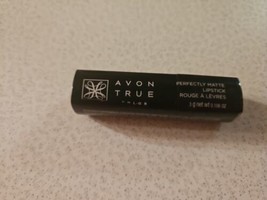 AVON
TRUE
COLOR
PERFECTLY MATTE
LIPSTICK
ROUGE À LÈVRES